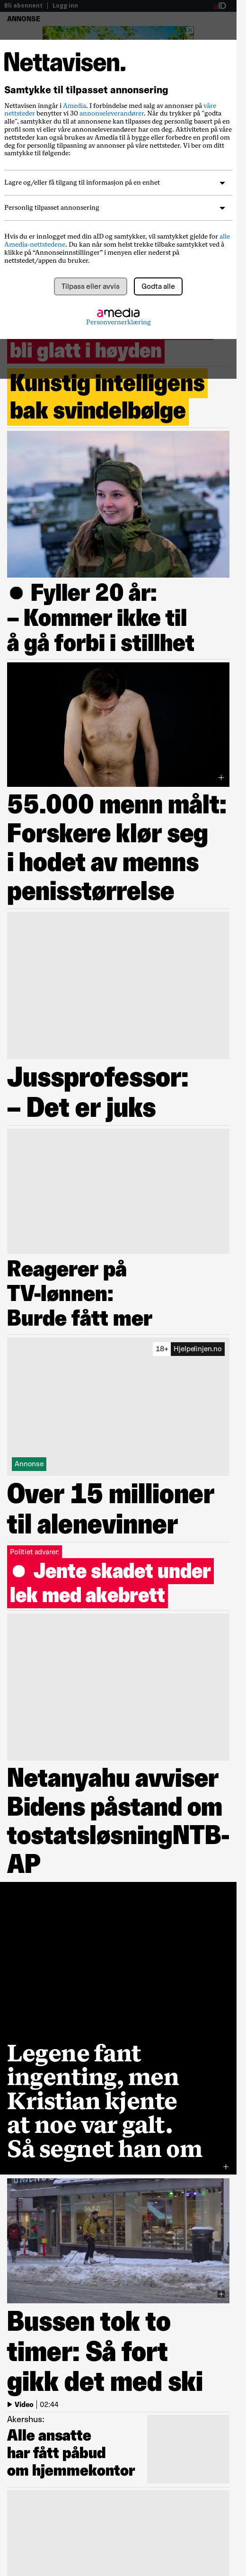 Bli abonnent | Logg inn
aID
ANNONSE
Nettavisen.
Samtykke til tilpasset annonsering
Nettavisen inngår i Amedia. I forbindelse med salg av annonser på våre
nettsteder benytter vi 30 annonseleverandører. Når du trykker på "godta
alle", samtykker du til at annonsene kan tilpasses deg personlig basert på en
profil som en eller våre annonseleverandører har om deg. Aktiviteten på våre
nettsteder kan også brukes av Amedia til å bygge eller forbedre en profil om
deg for personlig tilpasning av annonser på våre nettsteder. Vi ber om ditt
samtykke til følgende:
Lagre og/eller få tilgang til informasjon på en enhet
Personlig tilpasset annonsering
Hvis du er innlogget med din aID og samtykker, vil samtykket gjelde for alle
Amedia-nettstedene. Du kan når som helst trekke tilbake samtykket ved å
klikke på “Annonseinnstillinger” i menyen eller nederst på
nettstedet/appen du bruker.
Tilpass eller avvis
Godta alle
amedia
Personvernerklæring
bli glatt i høyden
Kunstig intelligens
bak svindelbølge
● Fyller 20 år:
– Kommer ikke til
å gå forbi i stillhet
55.000 menn målt:
Forskere klør seg
i hodet av menns
penisstørrelse
Jussprofessor:
– Det er juks
Reagerer på
TV-lønnen:
Burde fått mer
18+ Hjelpelinjen.no
Annonse
Over 15 millioner
til alenevinner
Politiet advarer:
● Jente skadet under
lek med akebrett
Netanyahu avviser
Bidens påstand om
tostatsløsningNTB-
AP
Legene fant
ingenting, men
Kristian kjente
at noe var galt.
Så segnet han om
Bussen tok to
timer: Så fort
gikk det med ski
Video | 02:44
Akershus:
Alle ansatte
har fått påbud
om hjemmekontor